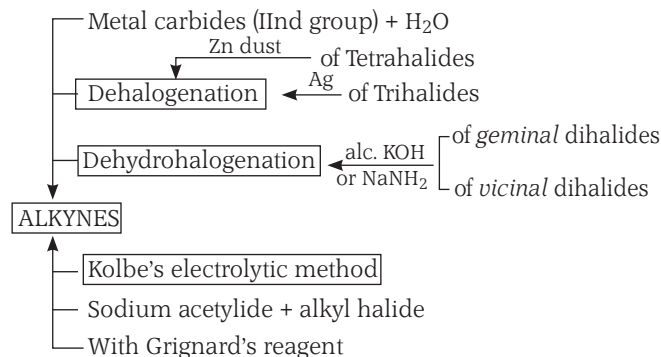 Metal carbides (IInd group) + H₂O
Zn dust
of Tetrahalides
Dehalogenation
Ag
of Trihalides
of geminal dihalides
Dehydrohalogenation
alc. KOH
or NaNH₂
of vicinal dihalides
ALKYNES
Kolbe's electrolytic method
Sodium acetylide + alkyl halide
With Grignard's reagent